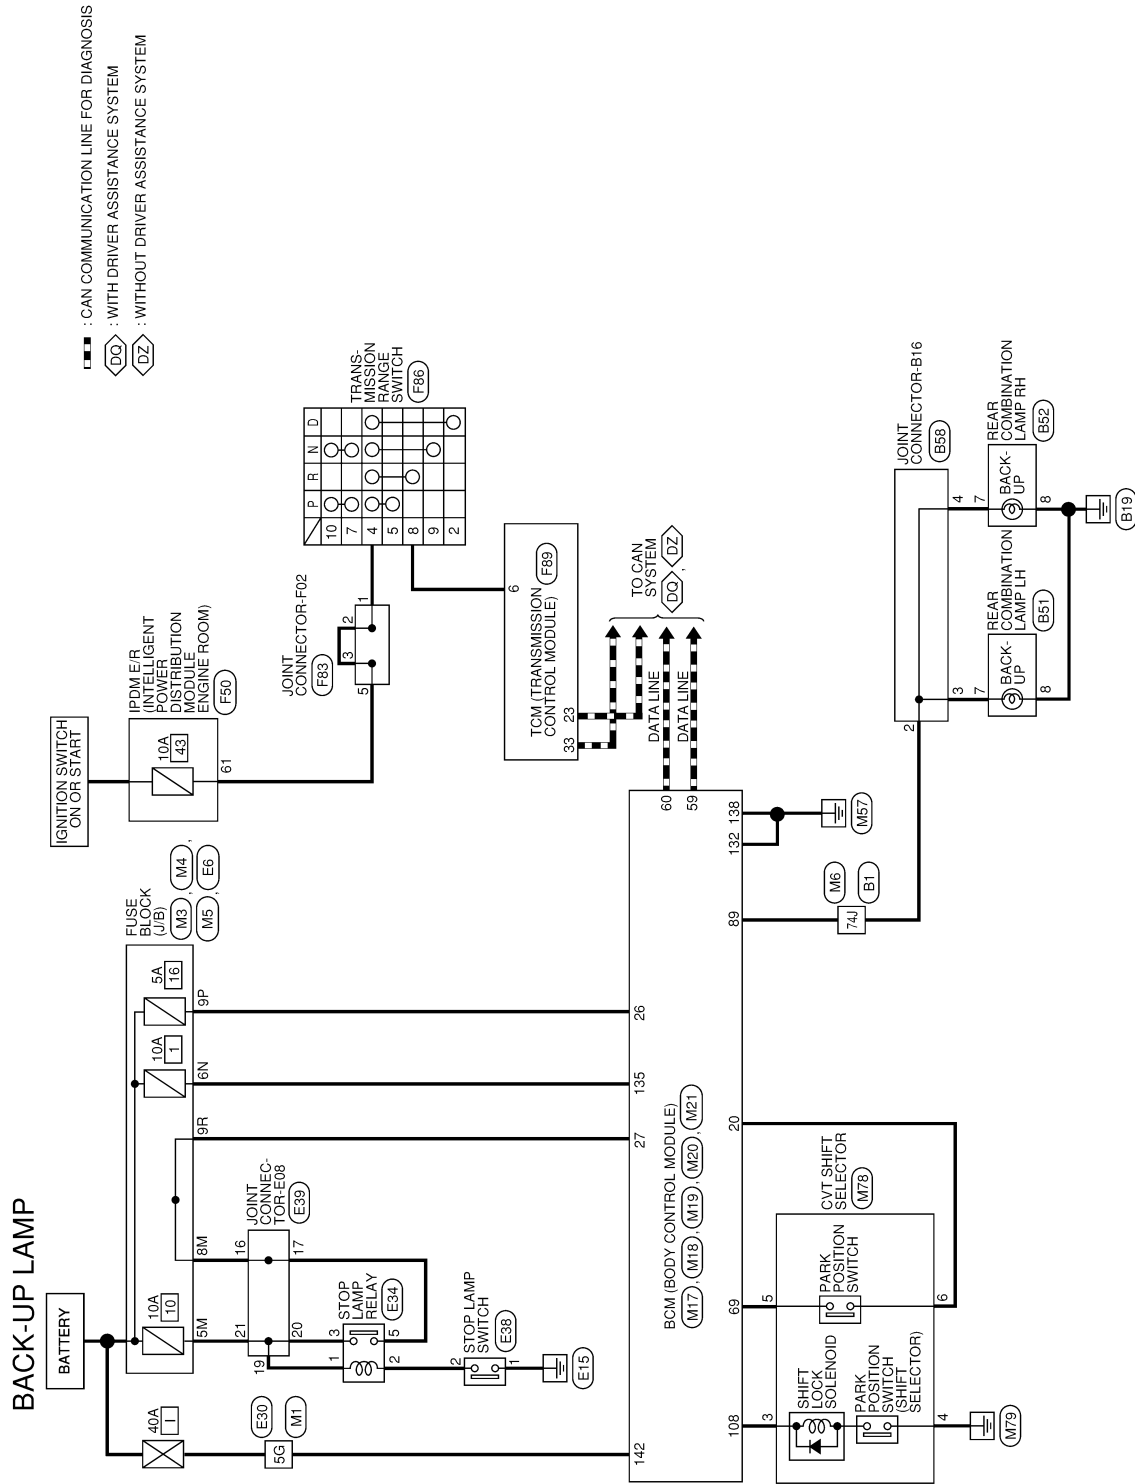 BACK-UP LAMP
: CAN COMMUNICATION LINE FOR DIAGNOSIS
DQ : WITH DRIVER ASSISTANCE SYSTEM
DZ : WITHOUT DRIVER ASSISTANCE SYSTEM
BATTERY
IGNITION SWITCH
ON OR START
40A
I
10A
10
10A
1
5A
16
FUSE
BLOCK
(J/B)
M3 , M4 ,
M5 , E6
10A
43
IPDM E/R
(INTELLIGENT
POWER
DISTRIBUTION
MODULE
ENGINE ROOM)
F50
61
5M
8M
9R
6N
9P
5G
E30
M1
21
16
19
20
17
JOINT
CONNEC-
TOR-E08
E39
1
3
2
5
STOP
LAMP
RELAY
E34
2
1
STOP LAMP
SWITCH
E38
E15
5
3
2
1
JOINT
CONNECTOR-F02
F83
P R N D
10
7
4
5
8
9
2
TRANS-
MISSION
RANGE
SWITCH
F86
6
TCM (TRANSMISSION
CONTROL MODULE)
F89
33
23
TO CAN
SYSTEM
DQ , DZ
DATA LINE
DATA LINE
60
59
142
27
135
26
BCM (BODY CONTROL MODULE)
M17 , M18 , M19 , M20 , M21
108
69
20
89
132
138
M57
74J
M6
B1
3
5
SHIFT
LOCK
SOLENOID
PARK
POSITION
SWITCH
(SHIFT
SELECTOR)
PARK
POSITION
SWITCH
CVT SHIFT
SELECTOR
M78
4
6
M79
2
JOINT
CONNECTOR-B16
B58
3
4
7
7
BACK-
UP
BACK-
UP
8
8
REAR
COMBINATION
LAMP LH
B51
REAR
COMBINATION
LAMP RH
B52
B19